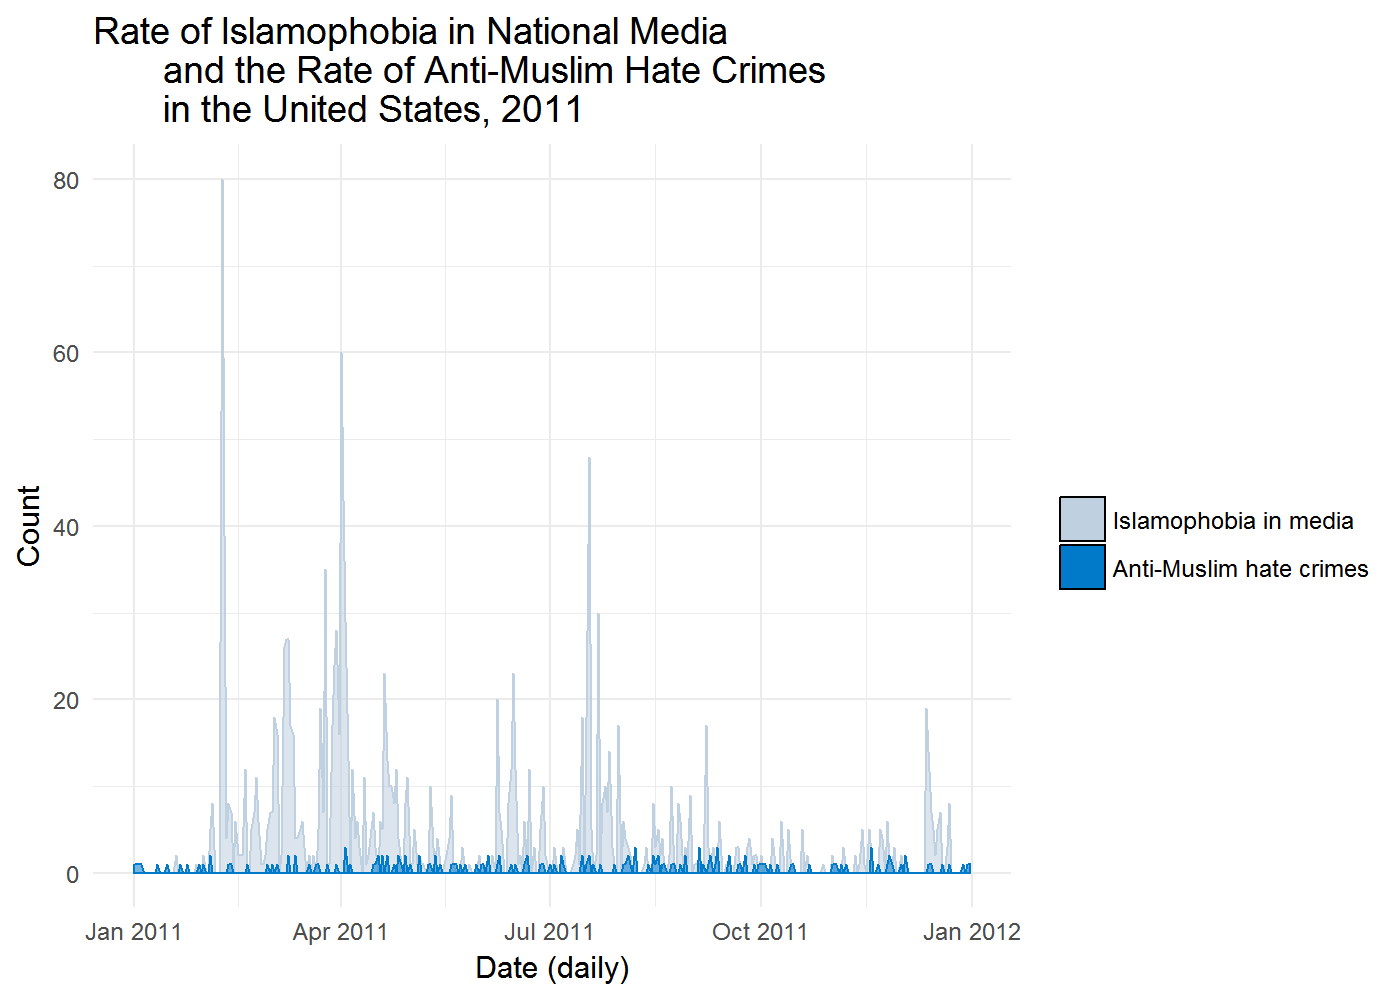 Rate of Islamophobia in National Media
and the Rate of Anti-Muslim Hate Crimes
in the United States, 2011
80
60
40
20
0
Count
Jan 2011
Apr 2011
Jul 2011
Oct 2011
Jan 2012
Date (daily)
Islamophobia in media
Anti-Muslim hate crimes